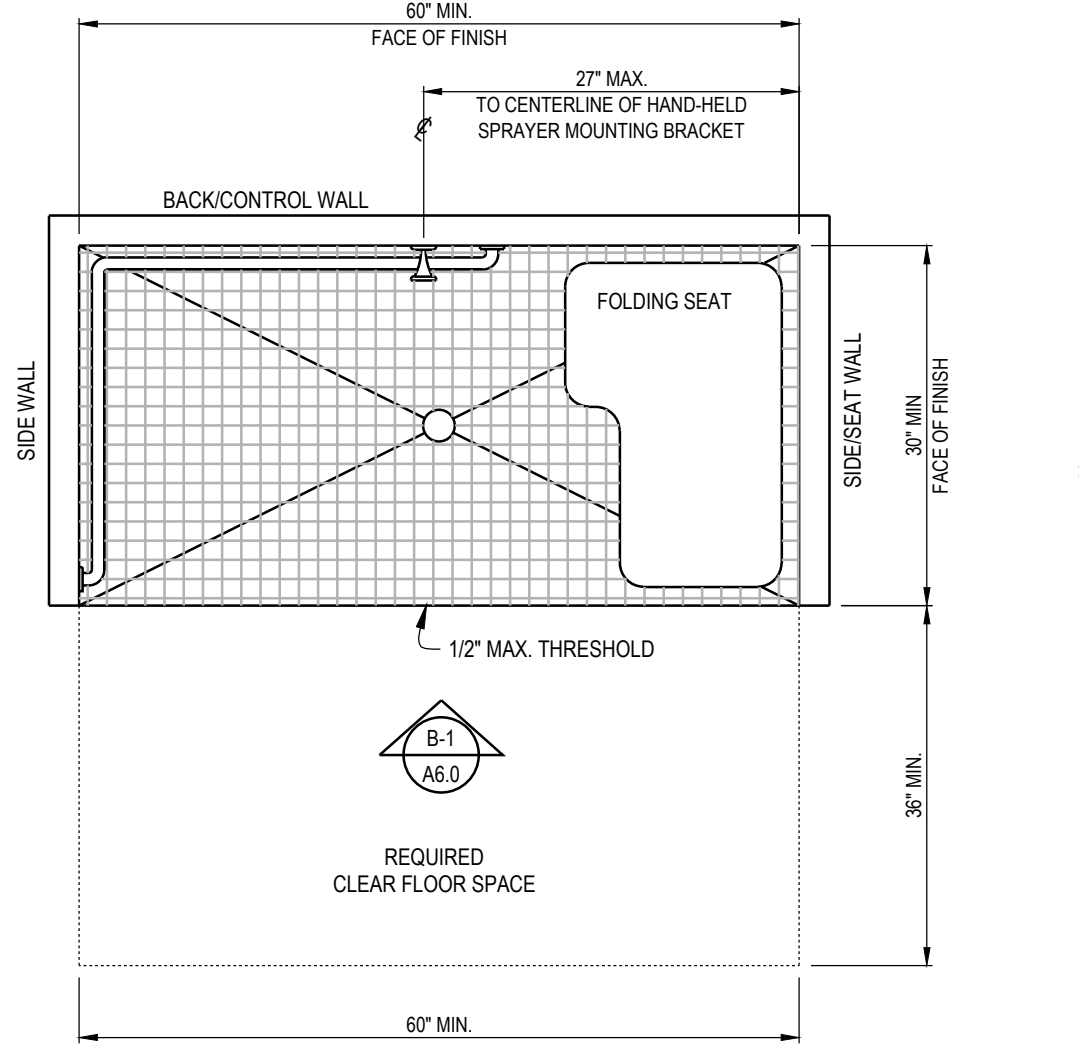 60" MIN.
FACE OF FINISH
27" MAX.
TO CENTERLINE OF HAND-HELD
SPRAYER MOUNTING BRACKET
℄
BACK/CONTROL WALL
FOLDING SEAT
SIDE WALL
SIDE/SEAT WALL
30" MIN
FACE OF FINISH
1/2" MAX. THRESHOLD
B-1
A6.0
36" MIN.
REQUIRED
CLEAR FLOOR SPACE
60" MIN.